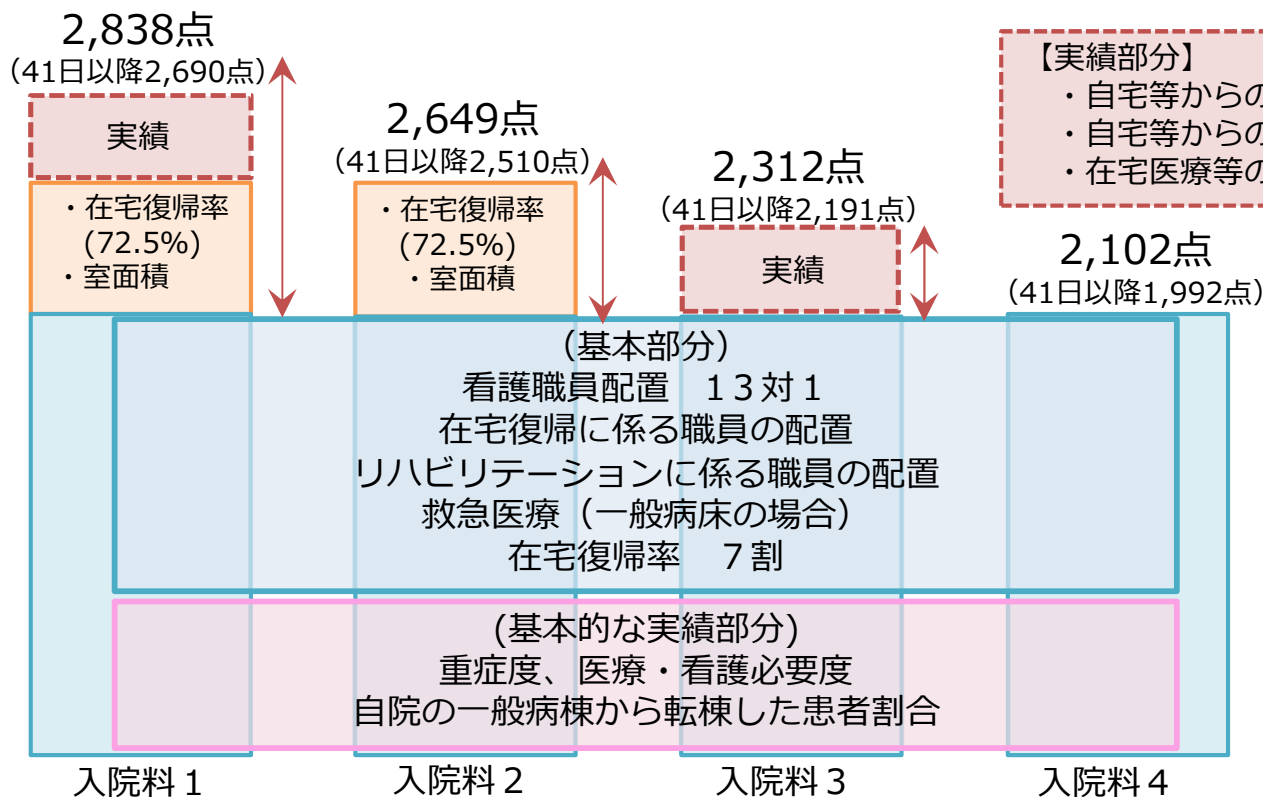 2,838点
（41日以降2,690点）
実績
・在宅復帰率
(72.5%)
・室面積
2,649点
（41日以降2,510点）
・在宅復帰率
(72.5%)
・室面積
2,312点
（41日以降2,191点）
実績
【実績部分】
・自宅等からの
・自宅等からの
・在宅医療等の
2,102点
（41日以降1,992点）
（基本部分）
看護職員配置　１３対１
在宅復帰に係る職員の配置
リハビリテーションに係る職員の配置
救急医療（一般病床の場合）
在宅復帰率　７割
(基本的な実績部分)
重症度、医療・看護必要度
自院の一般病棟から転棟した患者割合
入院料１
入院料２
入院料３
入院料４